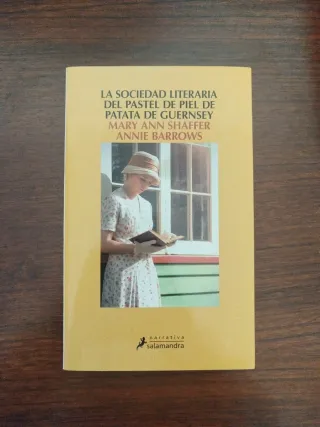 LA SOCIEDAD LITERARIA
DEL PASTEL DE PIEL DE
PATATA DE GUERNSEY
MARY ANN SHAFFER
ANNIE BARROWS
narrativa
salamandra